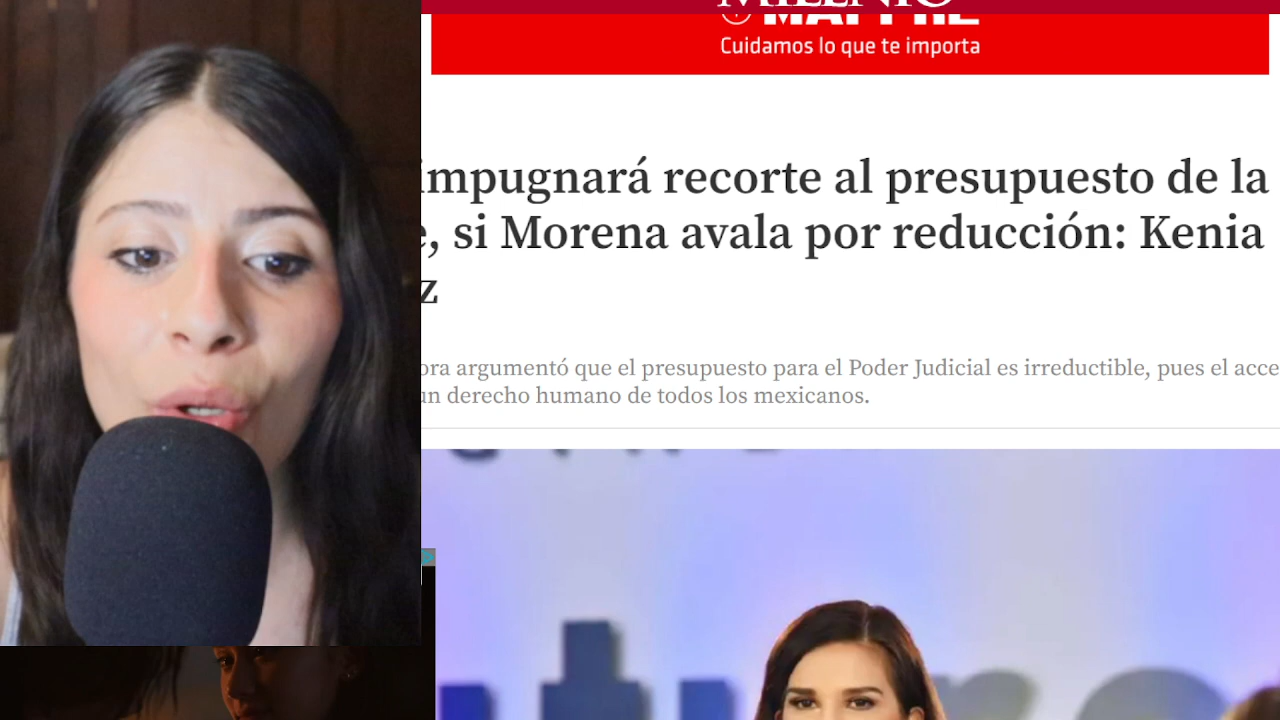 MILENIO
MAPFRE
Cuidamos lo que te importa
impugnará recorte al presupuesto de la
e, si Morena avala por reducción: Kenia
z
ora argumentó que el presupuesto para el Poder Judicial es irreductible, pues el acce
un derecho humano de todos los mexicanos.